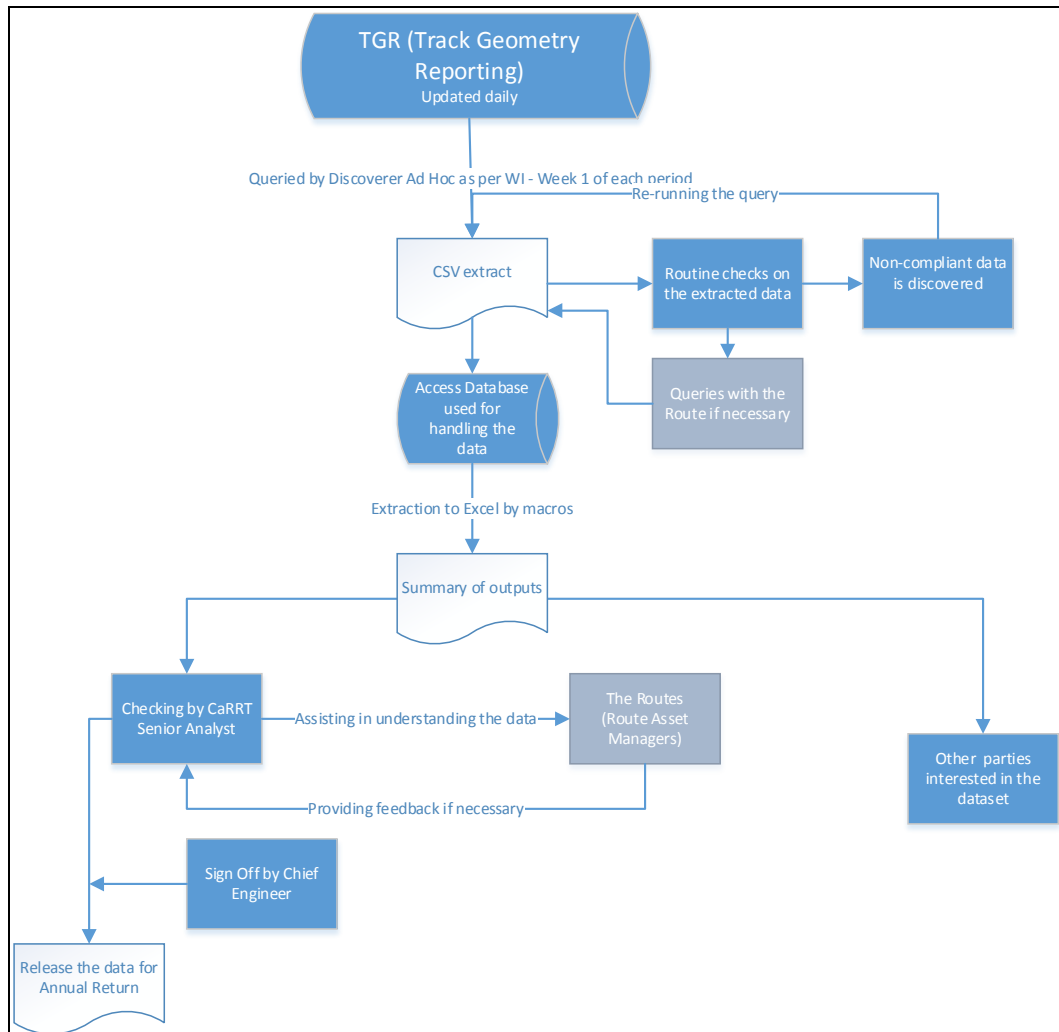 TGR (Track Geometry
Reporting)
Updated daily
Queried by Discoverer Ad Hoc as per WI - Week 1 of each period
Re-running the query
CSV extract
Routine checks on
the extracted data
Non-compliant data
is discovered
Queries with the
Route if necessary
Access Database
used for
handling the
data
Extraction to Excel by macros
Summary of outputs
Checking by CaRRT
Senior Analyst
Assisting in understanding the data
The Routes
(Route Asset
Managers)
Other parties
interested in the
dataset
Providing feedback if necessary
Sign Off by Chief
Engineer
Release the data for
Annual Return